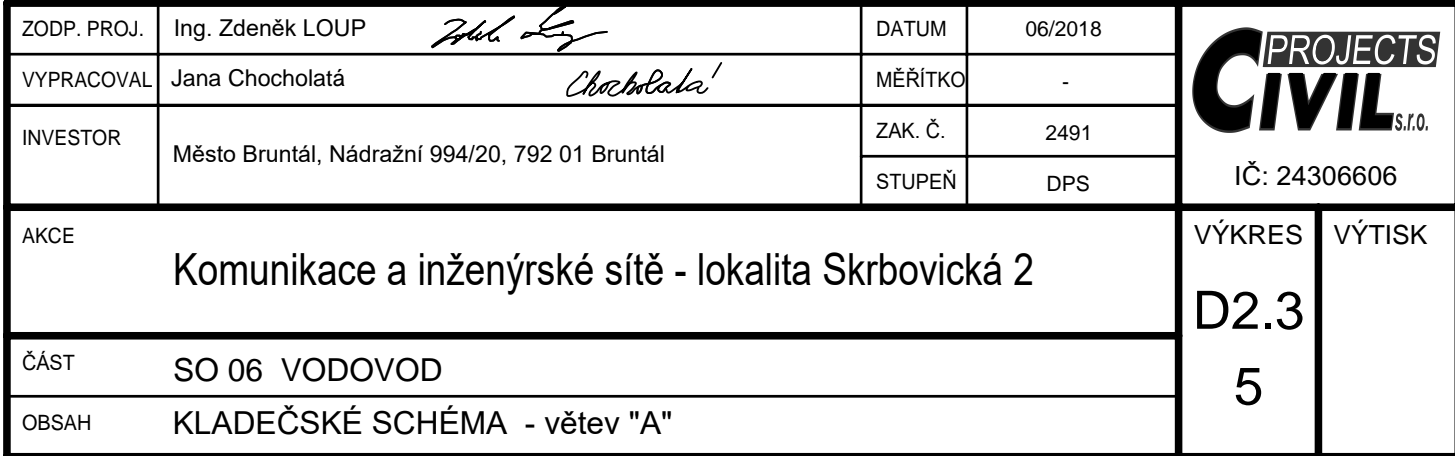 ZODP. PROJ. Ing. Zdeněk LOUP DATUM 06/2018
VYPRACOVAL Jana Chocholatá Chocholatá MĚŘÍTKO -
INVESTOR Město Bruntál, Nádražní 994/20, 792 01 Bruntál ZAK. Č. 2491
STUPEŇ DPS
PROJECTS
CIVIL s.r.o.
IČ: 24306606
AKCE Komunikace a inženýrské sítě - lokalita Skrbovická 2
ČÁST SO 06 VODOVOD
OBSAH KLADEČSKÉ SCHÉMA - větev "A"
VÝKRES
D2.3
5
VÝTISK